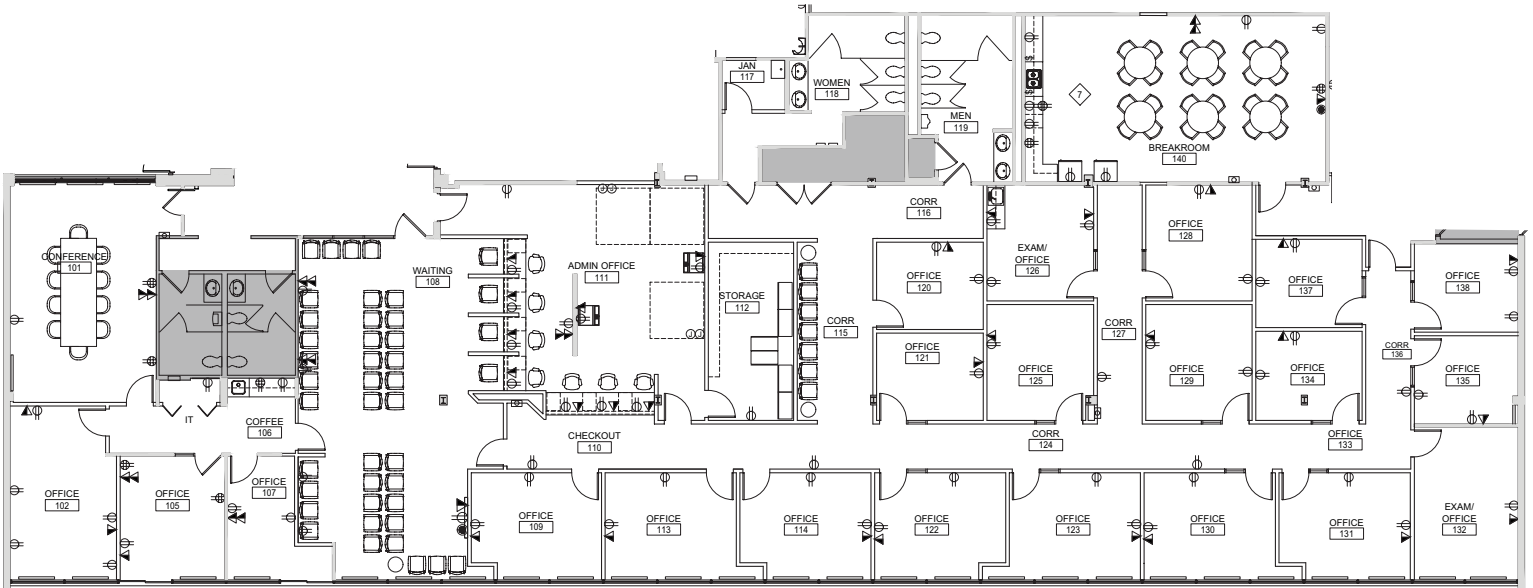 JAN
117
WOMEN
118
MEN
119
7
BREAKROOM
140
CONFERENCE
101
WAITING
108
ADMIN OFFICE
111
STORAGE
112
CORR
115
CORR
116
OFFICE
120
OFFICE
121
EXAM/
OFFICE
126
OFFICE
125
CORR
127
OFFICE
128
OFFICE
129
OFFICE
137
OFFICE
134
CORR
136
OFFICE
138
OFFICE
135
IT
COFFEE
106
CHECKOUT
110
CORR
124
OFFICE
133
OFFICE
102
OFFICE
105
OFFICE
107
OFFICE
109
OFFICE
113
OFFICE
114
OFFICE
122
OFFICE
123
OFFICE
130
OFFICE
131
EXAM/
OFFICE
132